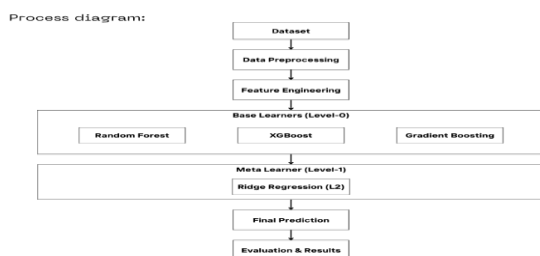 Process diagram:
Dataset
Data Preprocessing
Feature Engineering
Base Learners (Level-0)
Random Forest XGBoost Gradient Boosting
Meta Learner (Level-1)
Ridge Regression (L2)
Final Prediction
Evaluation & Results